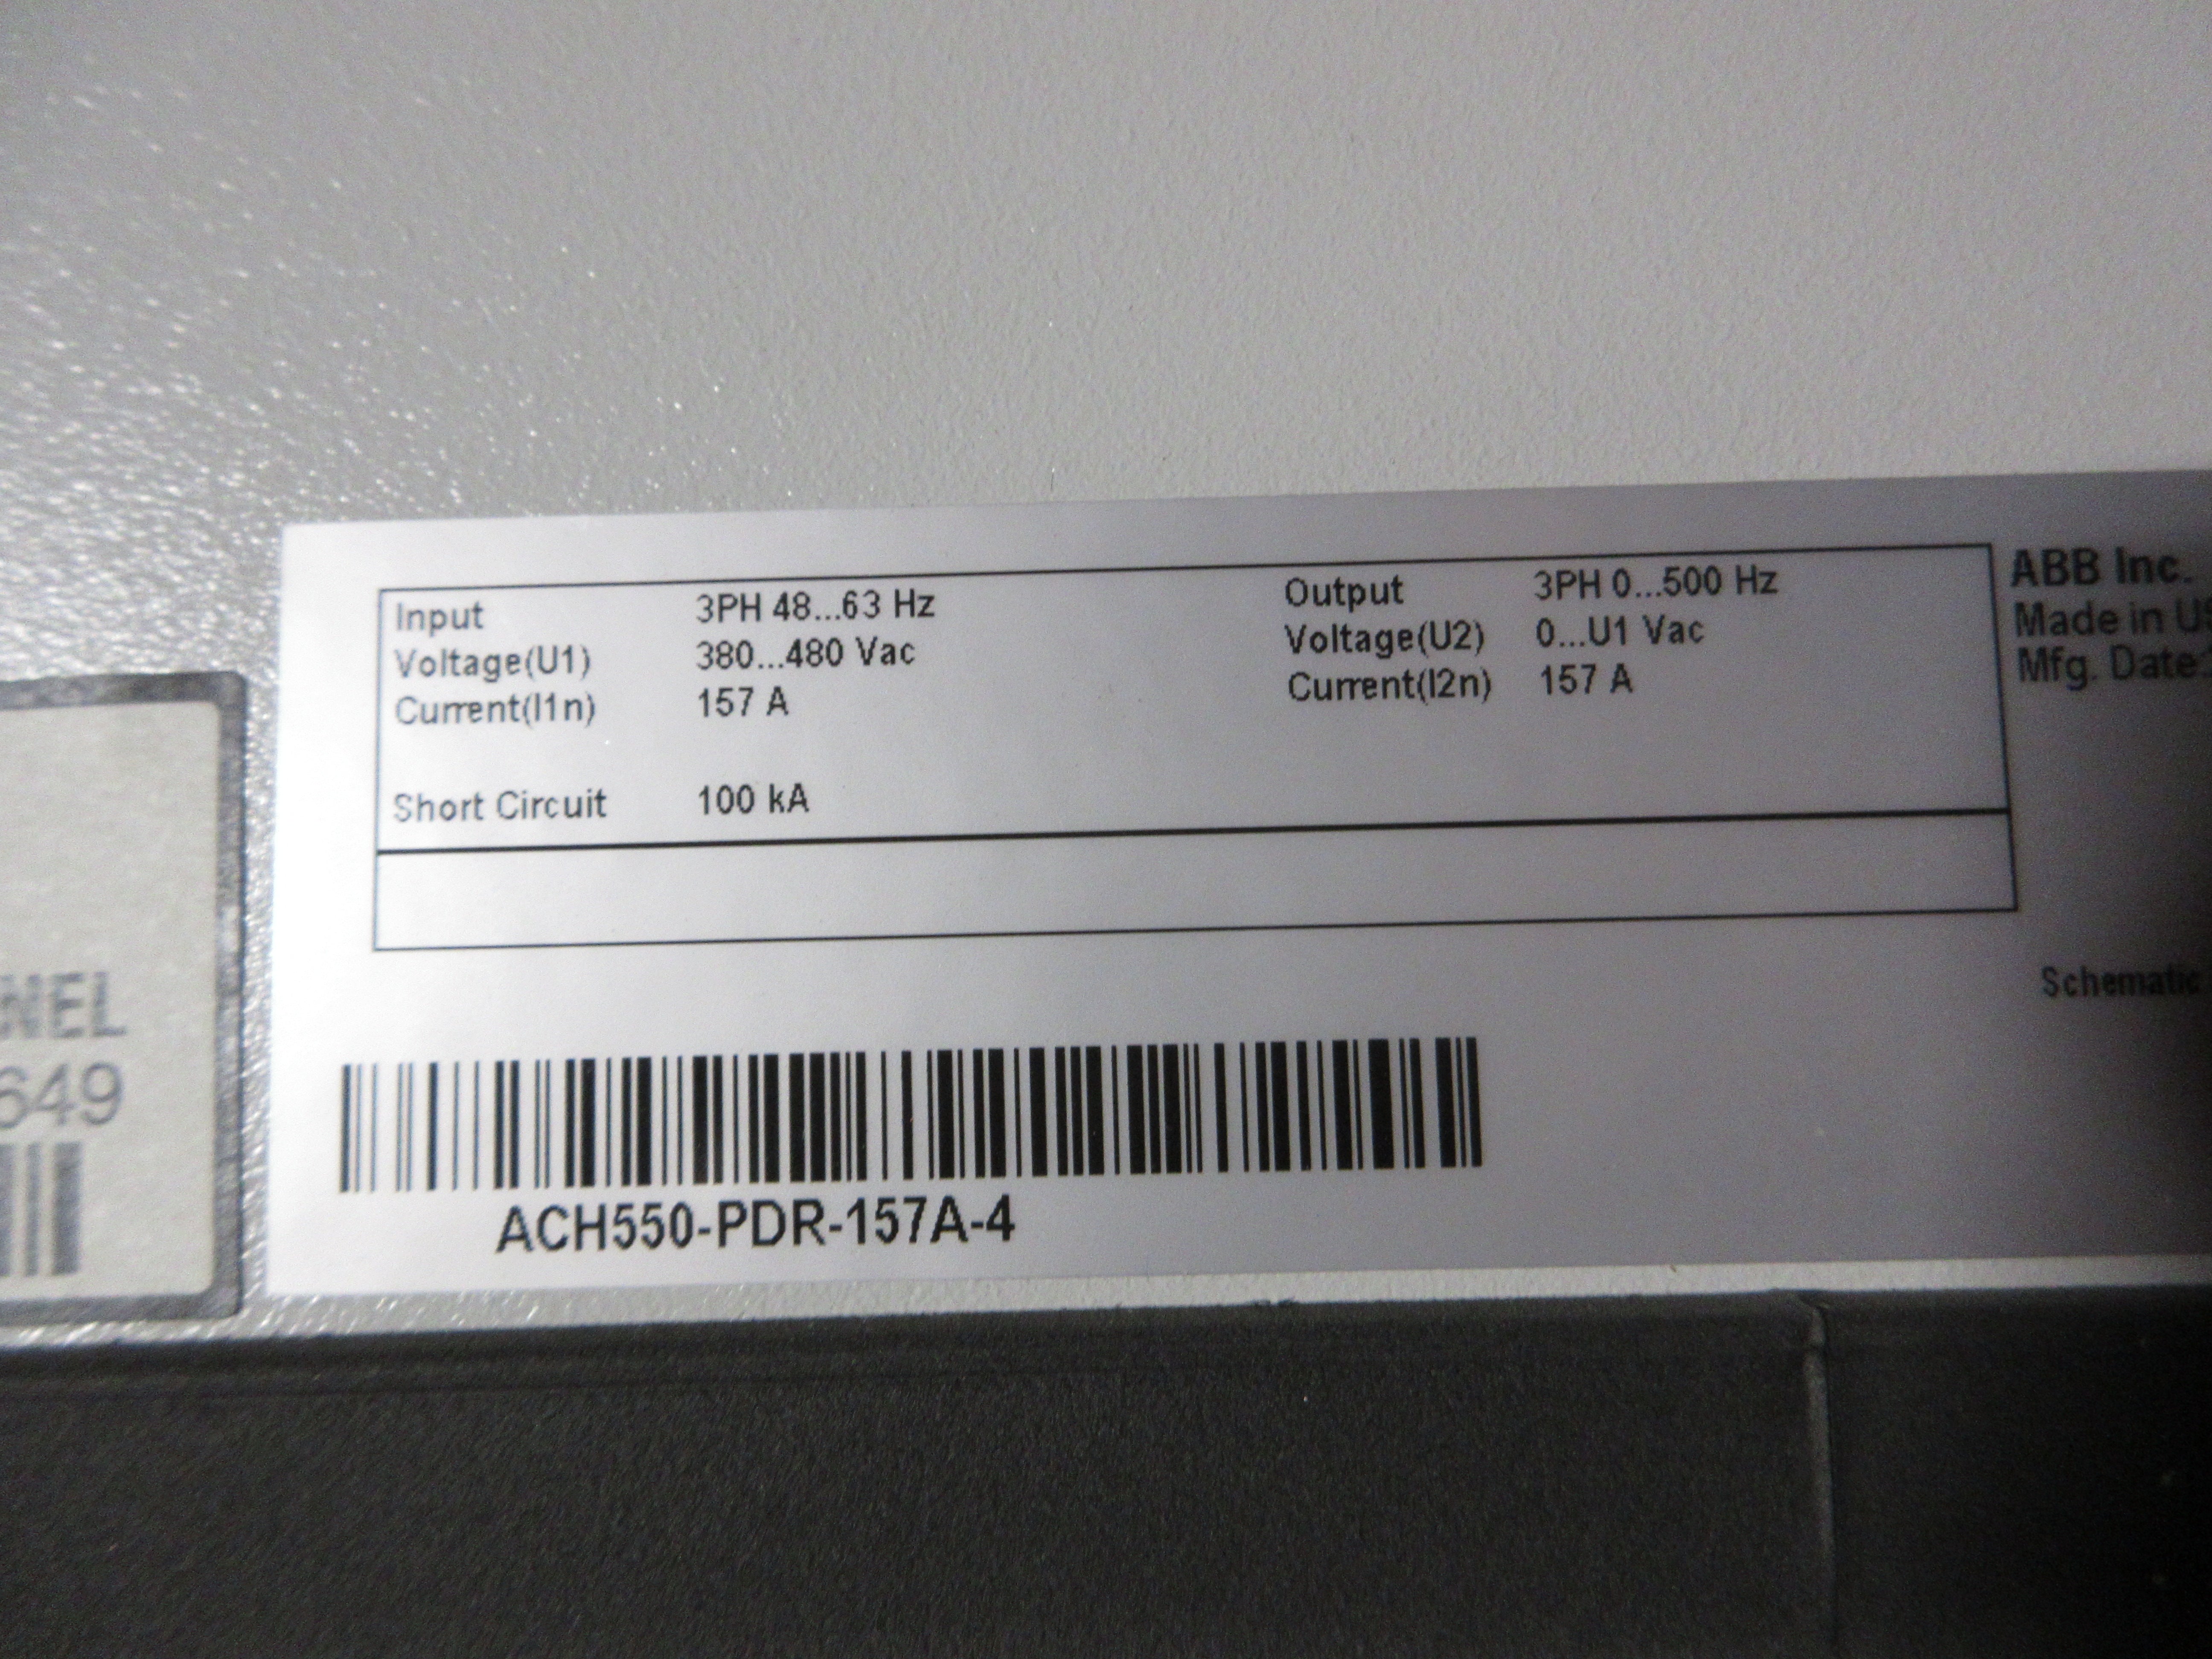 Input 3PH 48...63 Hz Output 3PH 0...500 Hz
Voltage(U1) 380...480 Vac Voltage(U2) 0...U1 Vac
Current(I1n) 157 A Current(I2n) 157 A
Short Circuit 100 kA
ABB Inc.
Made in
Mfg. Date:
Schematic
ACH550-PDR-157A-4
NEL
649